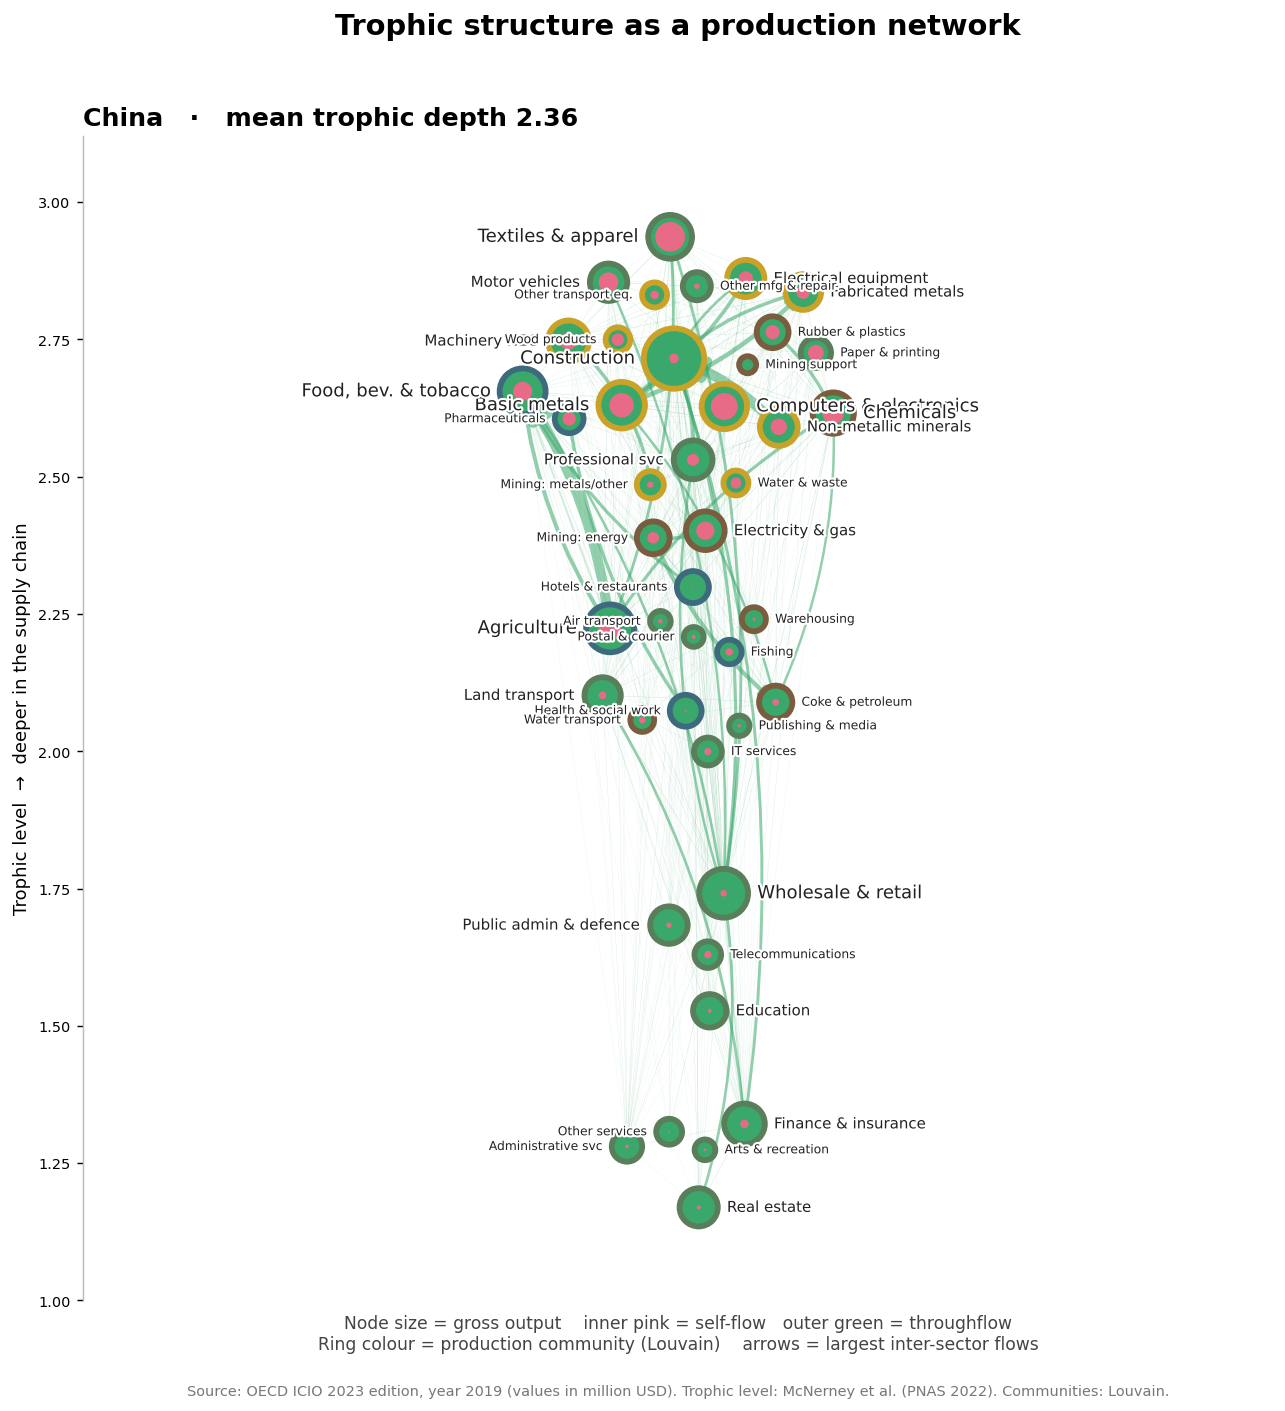 Trophic structure as a production network
China · mean trophic depth 2.36
3.00
Textiles & apparel
Motor vehicles
Electrical equipment
Other mfg & repair
Other transport eq.
Fabricated metals
2.75
Machinery
Wood products
Rubber & plastics
Paper & printing
Construction
Mining support
Food, bev. & tobacco
Basic metals
Computers & electronics
Chemicals
Pharmaceuticals
Non-metallic minerals
2.50
Professional svc
Mining: metals/other
Water & waste
Mining: energy
Electricity & gas
Hotels & restaurants
2.25
Agriculture
Air transport
Postal & courier
Warehousing
Fishing
Land transport
Health & social work
Water transport
Coke & petroleum
Publishing & media
2.00
IT services
Trophic level → deeper in the supply chain
1.75
Wholesale & retail
Public admin & defence
Telecommunications
1.50
Education
Other services
Finance & insurance
Administrative svc
Arts & recreation
1.25
Real estate
1.00
Node size = gross output inner pink = self-flow outer green = throughflow
Ring colour = production community (Louvain) arrows = largest inter-sector flows
Source: OECD ICIO 2023 edition, year 2019 (values in million USD). Trophic level: McNerney et al. (PNAS 2022). Communities: Louvain.